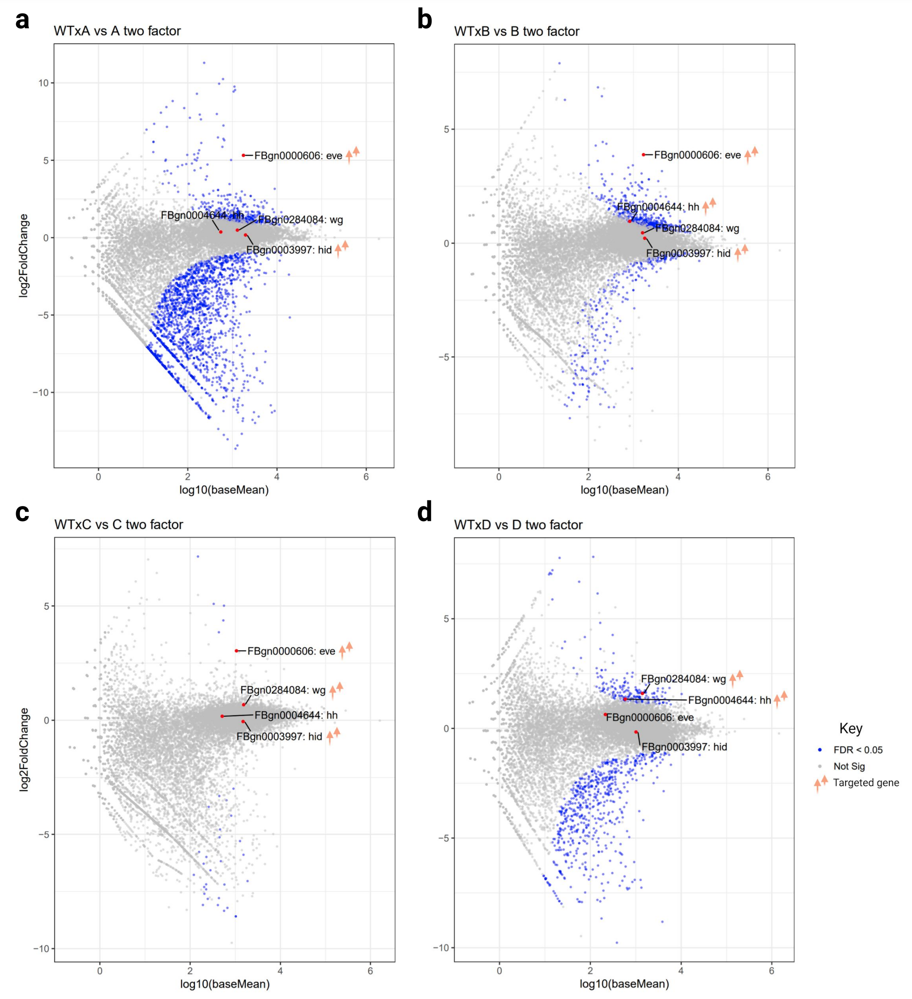 a
WTxA vs A two factor
log2FoldChange
10
5
0
−5
−10
FBgn0000606: eve
FBgn0004644: hh
FBgn0284084: wg
FBgn0003997: hid
0 2 4 6
log10(baseMean)
b
WTxB vs B two factor
5
0
−5
FBgn0000606: eve
FBgn0004644: hh
FBgn0284084: wg
FBgn0003997: hid
0 2 4 6
log10(baseMean)
c
WTxC vs C two factor
log2FoldChange
5
0
−5
−10
FBgn0000606: eve
FBgn0284084: wg
FBgn0004644: hh
FBgn0003997: hid
0 2 4 6
log10(baseMean)
d
WTxD vs D two factor
5
0
−5
−10
FBgn0284084: wg
FBgn0004644: hh
FBgn0000606: eve
FBgn0003997: hid
0 2 4 6
log10(baseMean)
Key
FDR < 0.05
Not Sig
Targeted gene